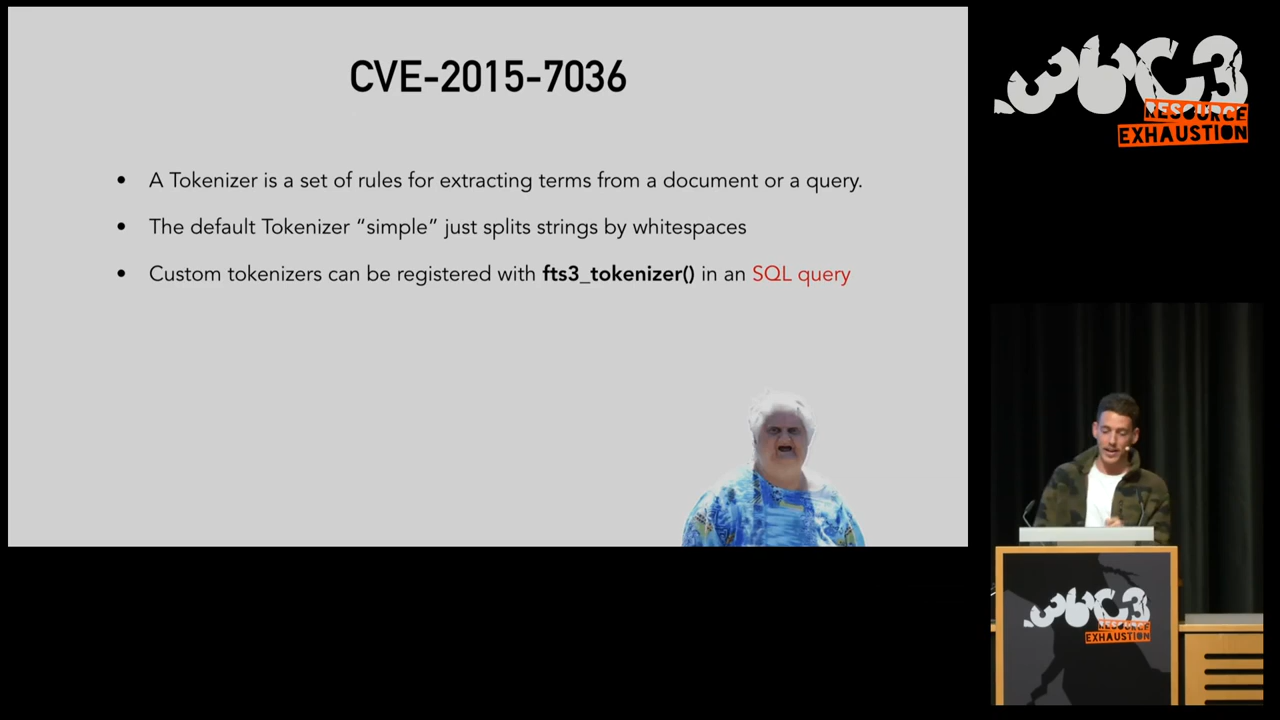 CVE-2015-7036
• A Tokenizer is a set of rules for extracting terms from a document or a query.
• The default Tokenizer “simple” just splits strings by whitespaces
• Custom tokenizers can be registered with fts3_tokenizer() in an SQL query
36C3
RESOURCE
EXHAUSTION
36C3
RESOURCE
EXHAUSTION